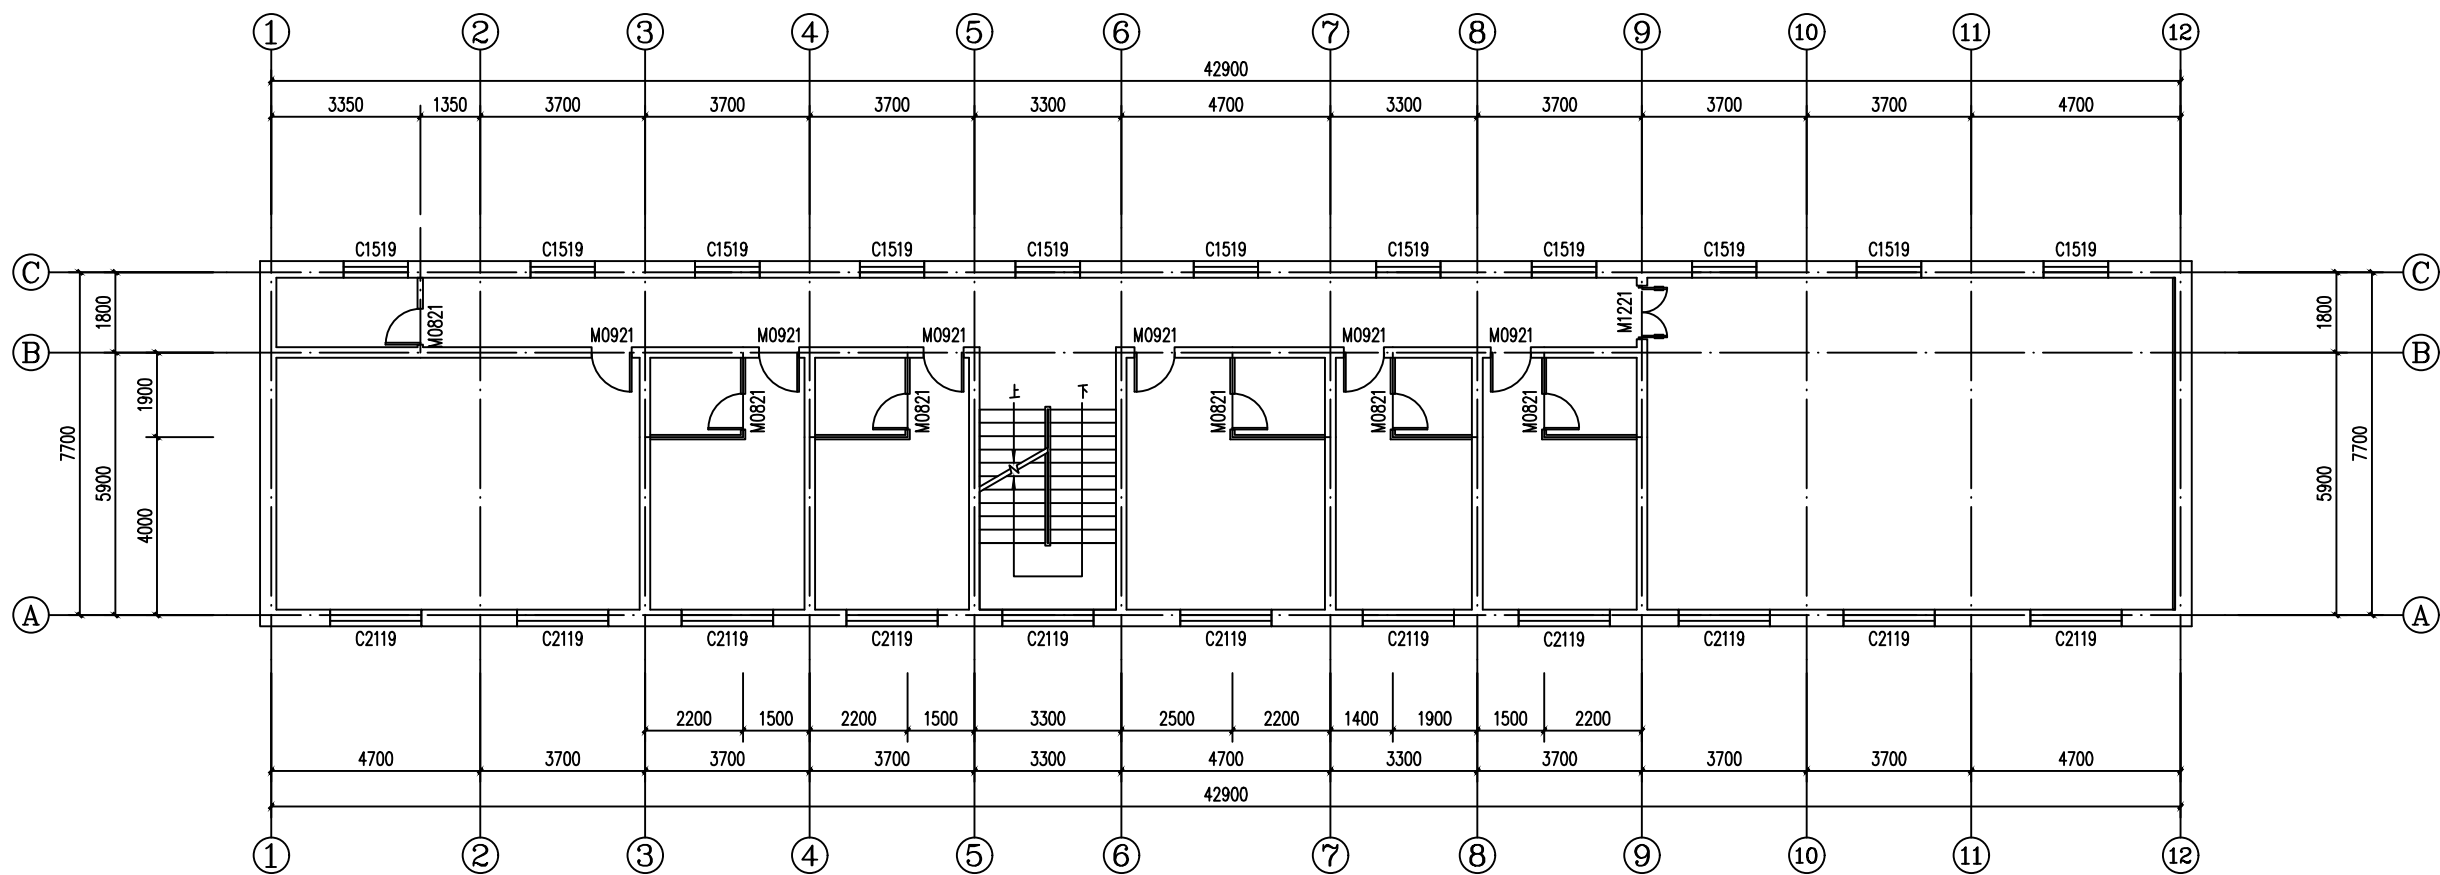 1 2 3 4 5 6 7 8 9 10 11 12
42900
3350 1350 3700 3700 3700 3300 4700 3300 3700 3700 3700 4700
C1519 C1519 C1519 C1519 C1519 C1519 C1519 C1519 C1519 C1519 C1519
C C
1800 M0821 M1221 1800
M0921 M0921 M0921 M0921 M0921 M0921
B B
1900 M0821 M0821 上 下 M0821 M0821 M0821
7700 7700
5900 5900
4000
A A
C2119 C2119 C2119 C2119 C2119 C2119 C2119 C2119 C2119 C2119 C2119
2200 1500 2200 1500 3300 2500 2200 1400 1900 1500 2200
4700 3700 3700 3700 3300 4700 3300 3700 3700 3700 4700
42900
1 2 3 4 5 6 7 8 9 10 11 12